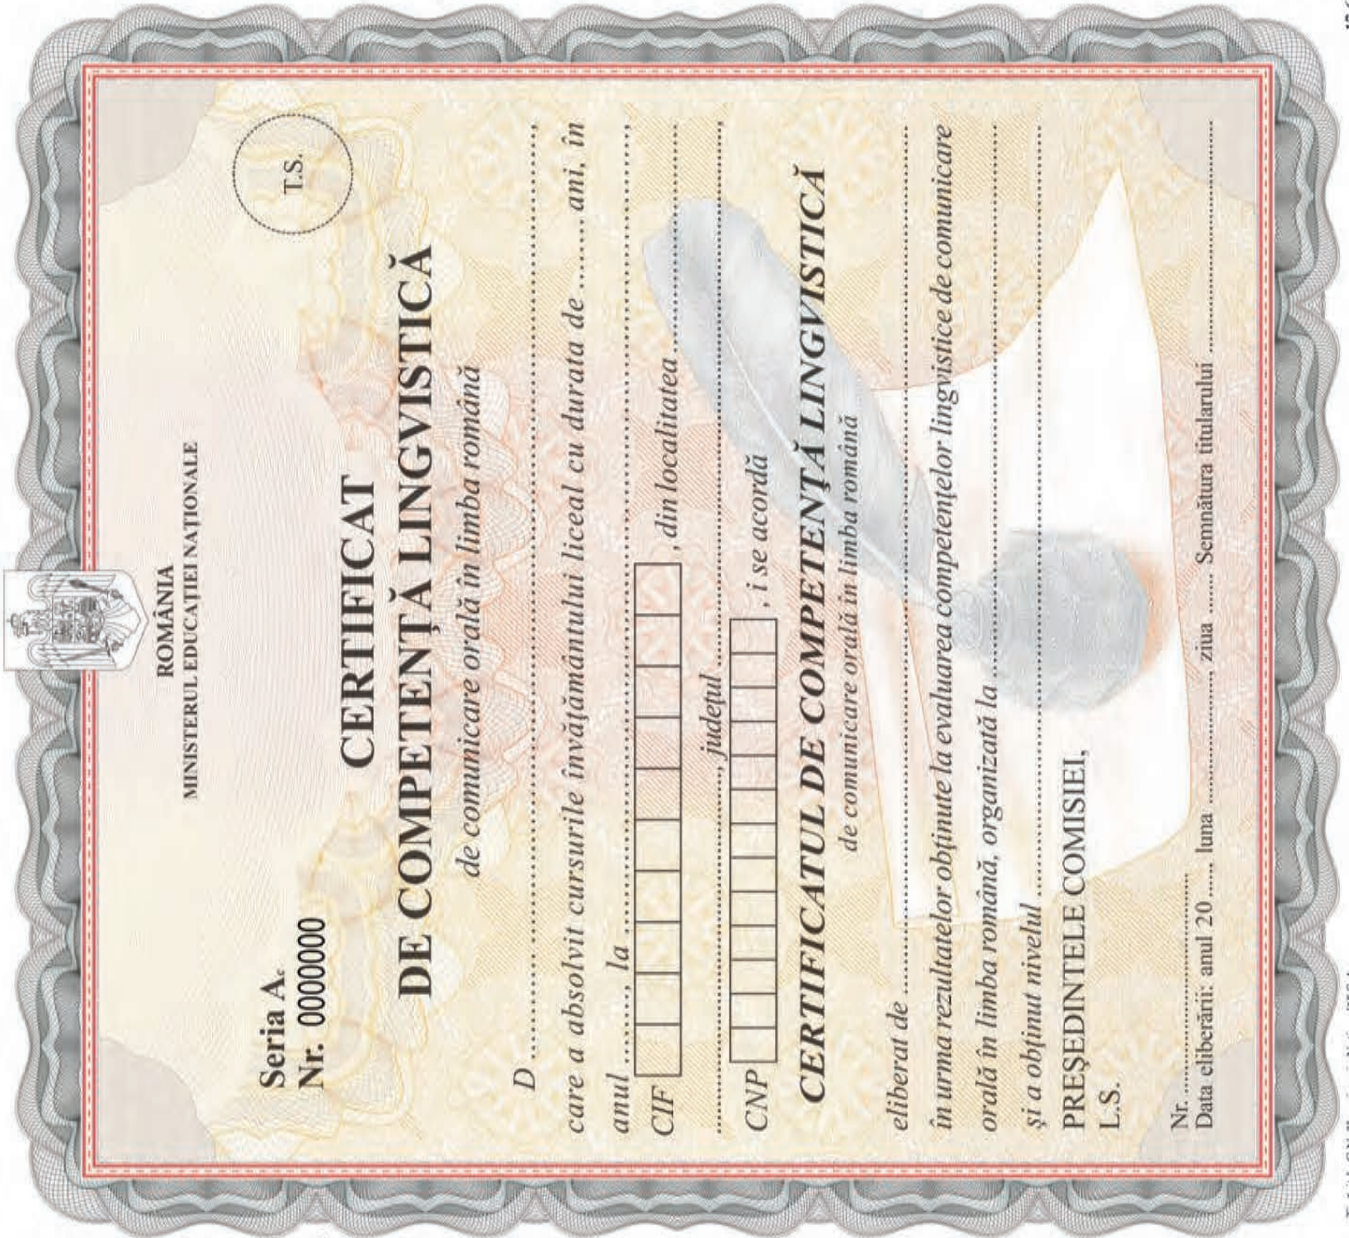 ROMÂNIA
MINISTERUL EDUCAȚIEI NAȚIONALE
Seria A c
Nr. 0000000
T.S.
CERTIFICAT
DE COMPETENȚĂ LINGVISTICĂ
de comunicare orală în limba română
D ........................................................................,
care a absolvit cursurile învățământului liceal cu durata de ....... ani, în
anul ......, la ........................................................................,
CIF , din localitatea ........................................
........................................, județul ........................................,
CNP , i se acordă
CERTIFICATUL DE COMPETENȚĂ LINGVISTICĂ
de comunicare orală în limba română
eliberat de ........................................................................
în urma rezultatelor obținute la evaluarea competențelor lingvistice de comunicare
orală în limba română, organizată la ........................................................
și a obținut nivelul ........................................................................
PREȘEDINTELE COMISIEI,
L.S.
Nr. ........................................
Data eliberării: anul 20...... luna ...................., ziua ...... Semnătura titularului ..............................